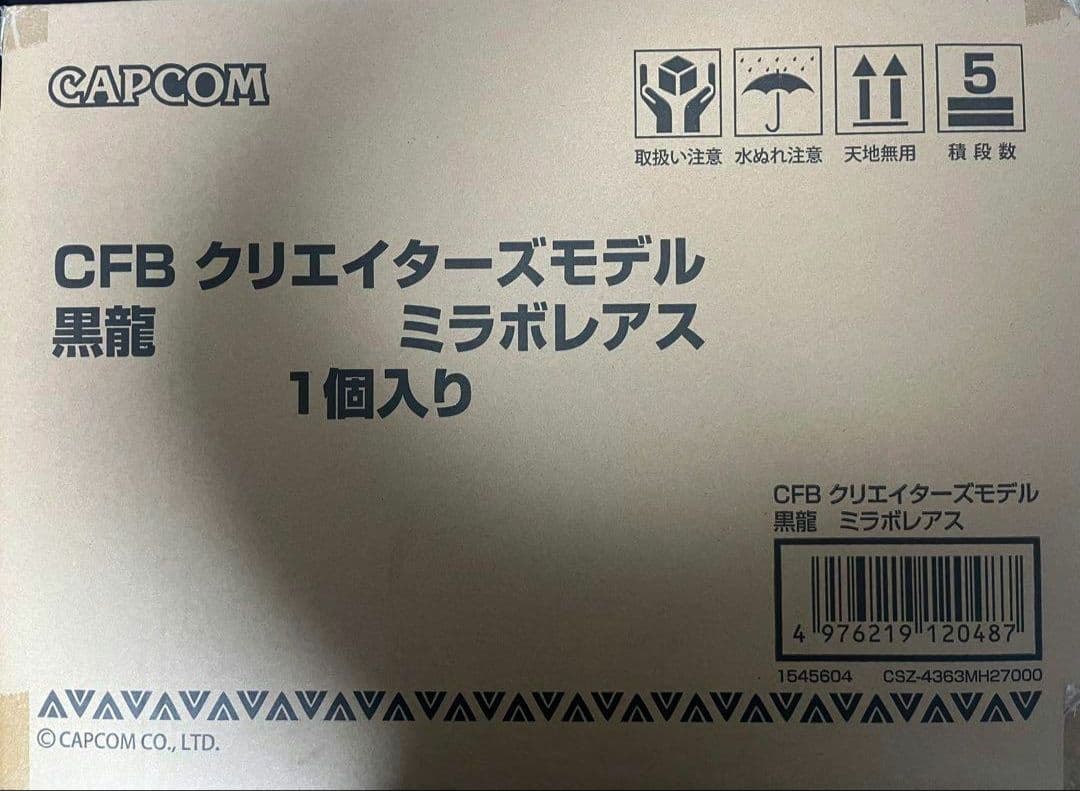 CAPCOM
5
取扱い注意 水ぬれ注意 天地無用 積段数
CFB クリエイターズモデル
黒龍 ミラボレアス
1個入り
CFB クリエイターズモデル
黒龍 ミラボレアス
4 976219 120487
1545604 CSZ-4363MH27000
©CAPCOM CO., LTD.